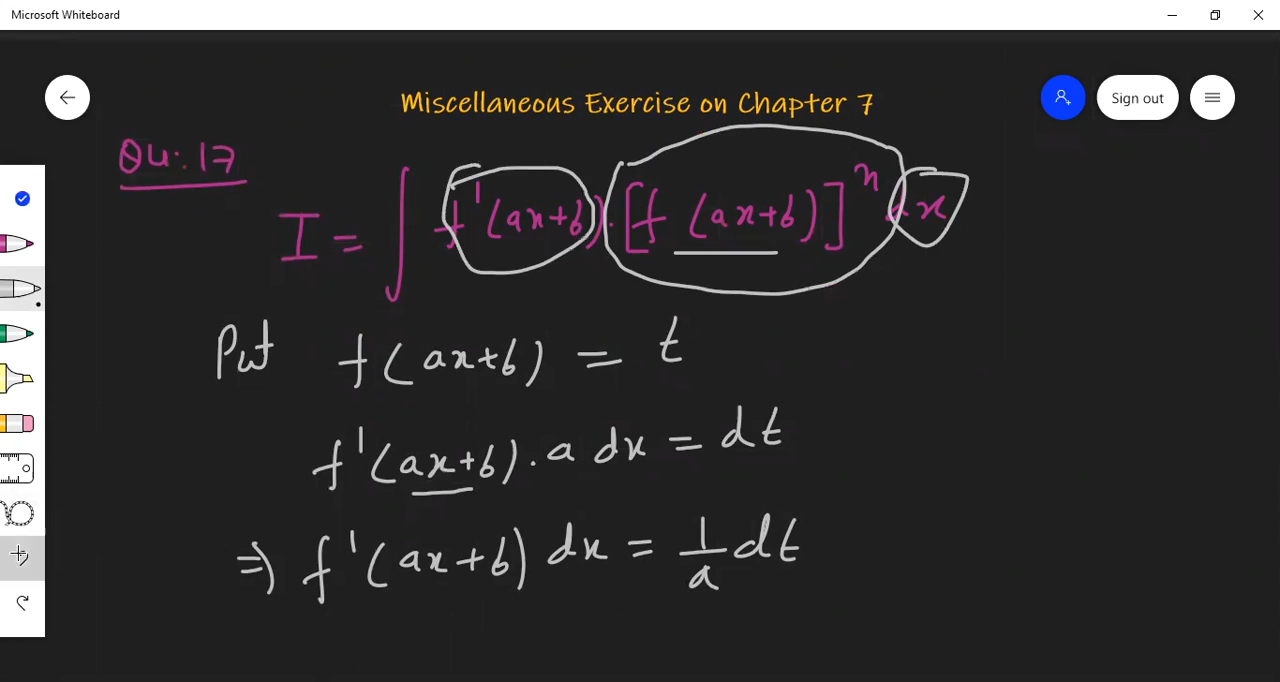 Microsoft Whiteboard
Miscellaneous Exercise on Chapter 7
Sign out
Qu: 17
I = ∫ f'(ax+b) · [f (ax+b)]^n dx
Put f(ax+b) = t
f'(ax+b) · a dx = dt
⇒ f'(ax+b) dx = 1/a dt